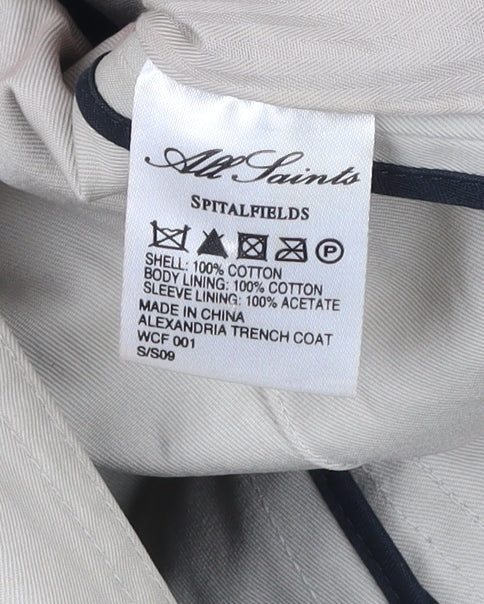 All Saints
SPITALFIELDS
P
SHELL: 100% COTTON
BODY LINING: 100% COTTON
SLEEVE LINING: 100% ACETATE
MADE IN CHINA
ALEXANDRIA TRENCH COAT
WCF 001
S/S09